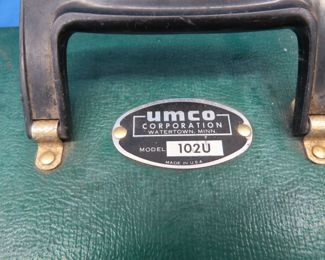 umco
CORPORATION
WATERTOWN, MINN.
MODEL 102U
MADE IN U.S.A.